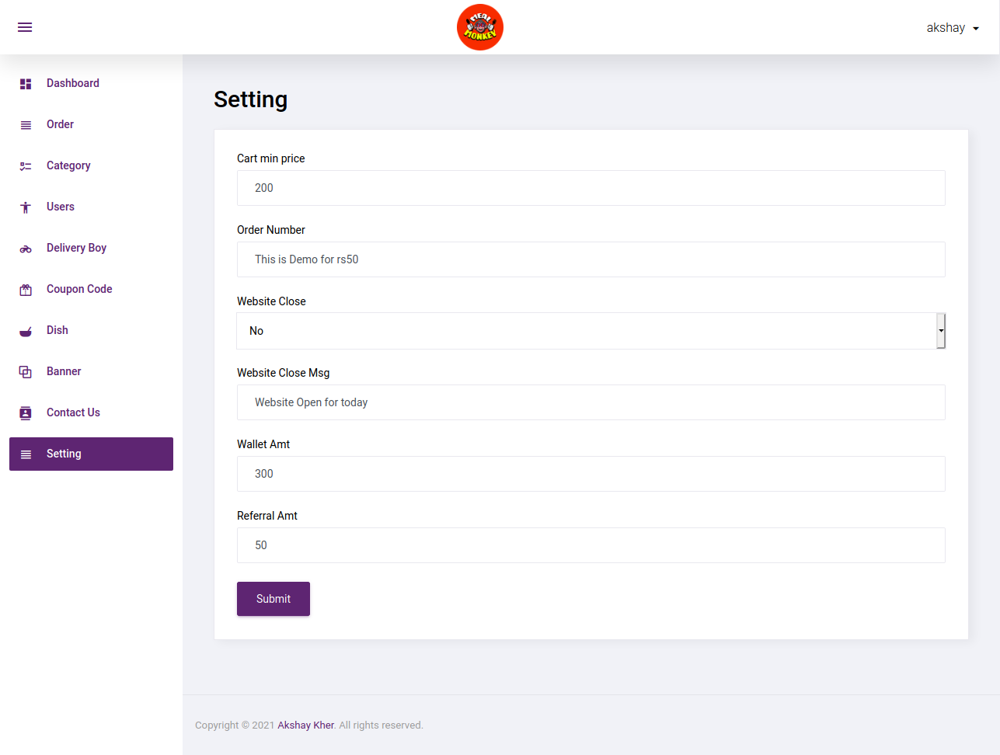 MEAL
MONKEY
akshay
Dashboard
Order
Category
Users
Delivery Boy
Coupon Code
Dish
Banner
Contact Us
Setting
Setting
Cart min price
200
Order Number
This is Demo for rs50
Website Close
No
Website Close Msg
Website Open for today
Wallet Amt
300
Referral Amt
50
Submit
Copyright © 2021 Akshay Kher. All rights reserved.